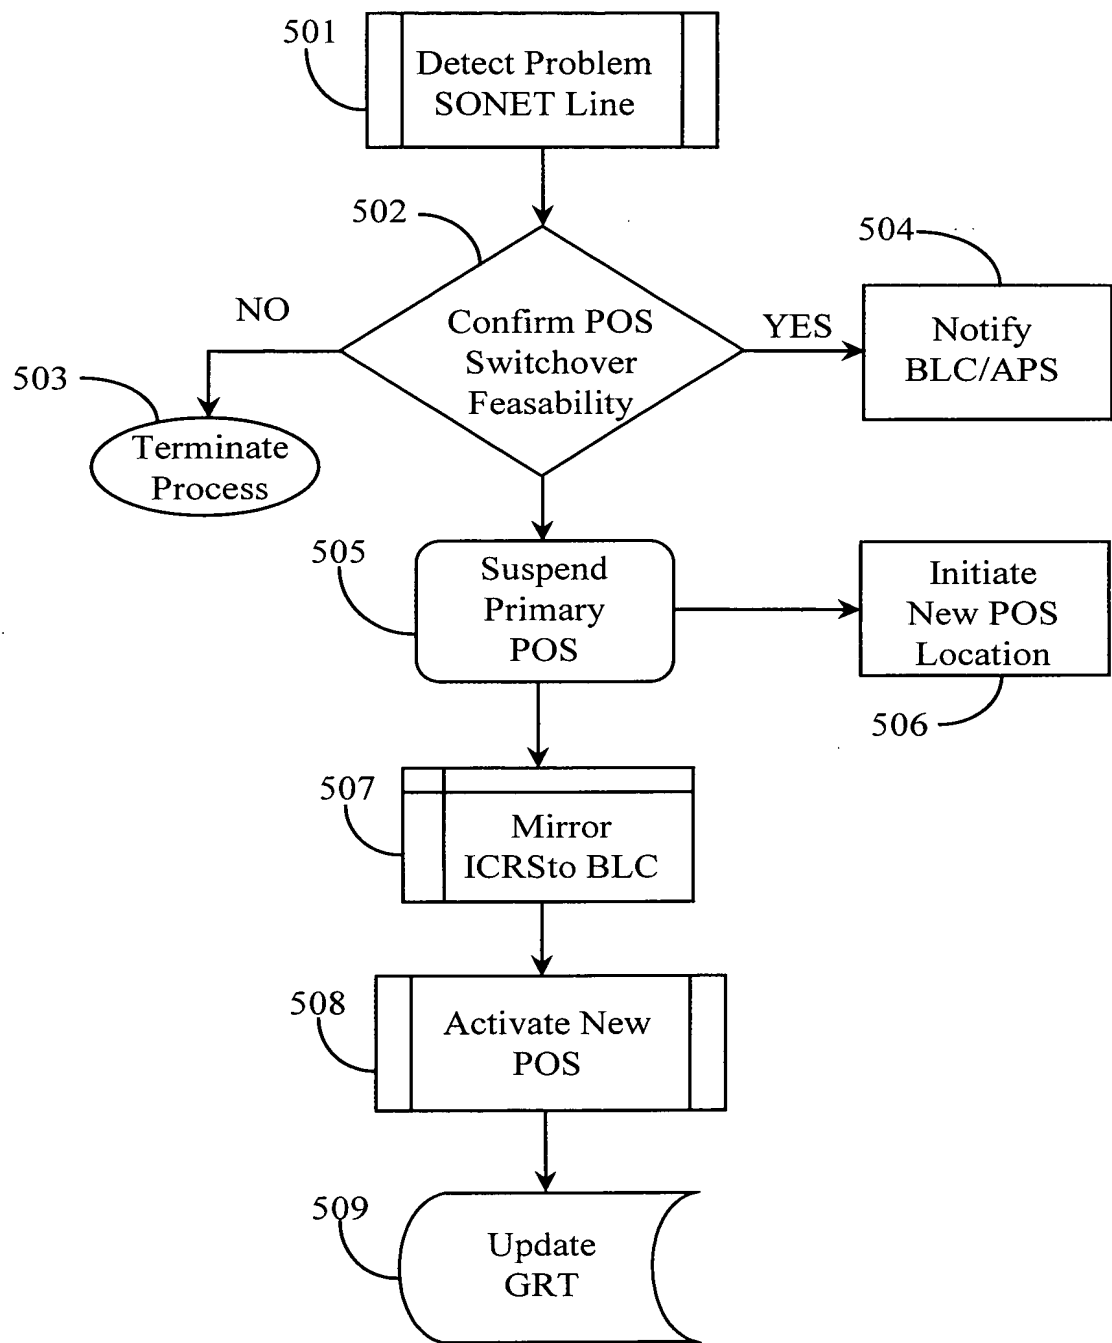 501
Detect Problem
SONET Line
502
504
NO
Confirm POS
Switchover
Feasability
YES
Notify
BLC/APS
503
Terminate
Process
505
Suspend
Primary
POS
Initiate
New POS
Location
506
507
Mirror
ICRSto BLC
508
Activate New
POS
509
Update
GRT